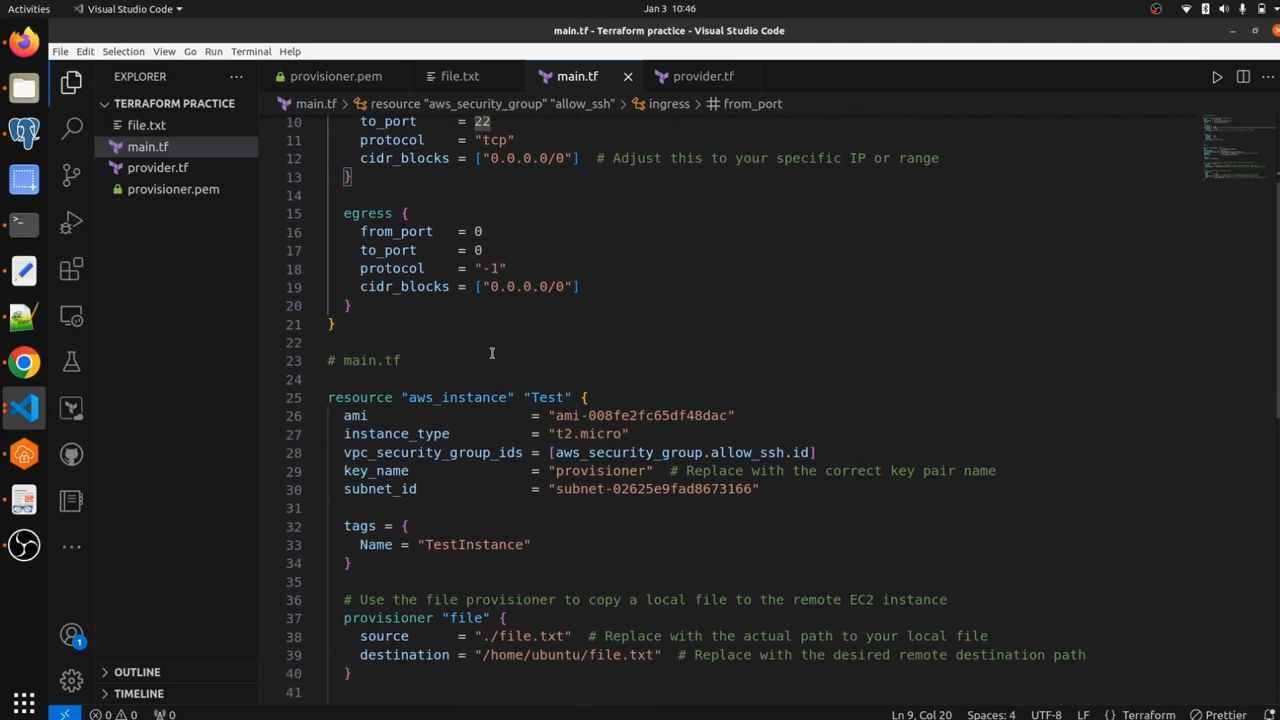 Activities
Visual Studio Code
Jan 3 10:46
main.tf - Terraform practice - Visual Studio Code
File Edit Selection View Go Run Terminal Help
EXPLORER
TERRAFORM PRACTICE
file.txt
main.tf
provider.tf
provisioner.pem
OUTLINE
TIMELINE
provisioner.pem
file.txt
main.tf
provider.tf
main.tf > resource "aws_security_group" "allow_ssh" > ingress > from_port
10 to_port = 22
11 protocol = "tcp"
12 cidr_blocks = ["0.0.0.0/0"] # Adjust this to your specific IP or range
13 }
14
15 egress {
16 from_port = 0
17 to_port = 0
18 protocol = "-1"
19 cidr_blocks = ["0.0.0.0/0"]
20 }
21 }
22
23 # main.tf
24
25 resource "aws_instance" "Test" {
26 ami = "ami-008fe2fc65df48dac"
27 instance_type = "t2.micro"
28 vpc_security_group_ids = [aws_security_group.allow_ssh.id]
29 key_name = "provisioner" # Replace with the correct key pair name
30 subnet_id = "subnet-02625e9fad8673166"
31
32 tags = {
33 Name = "TestInstance"
34 }
35
36 # Use the file provisioner to copy a local file to the remote EC2 instance
37 provisioner "file" {
38 source = "./file.txt" # Replace with the actual path to your local file
39 destination = "/home/ubuntu/file.txt" # Replace with the desired remote destination path
40 }
41
1
0 0 0
Ln 9, Col 20 Spaces: 4 UTF-8 LF {} Terraform Prettier